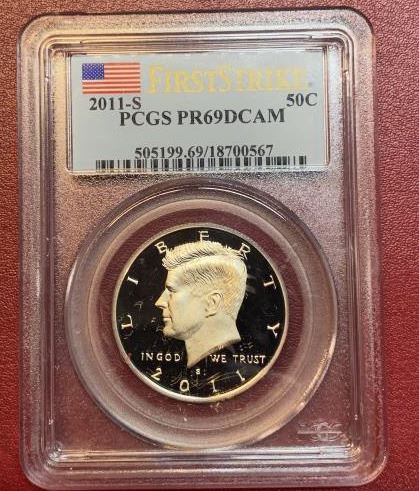 FIRSTSTRIKE
2011-S 50C
PCGS PR69DCAM
505199.69/18700567
LIBERTY
IN GOD WE TRUST
S
2011